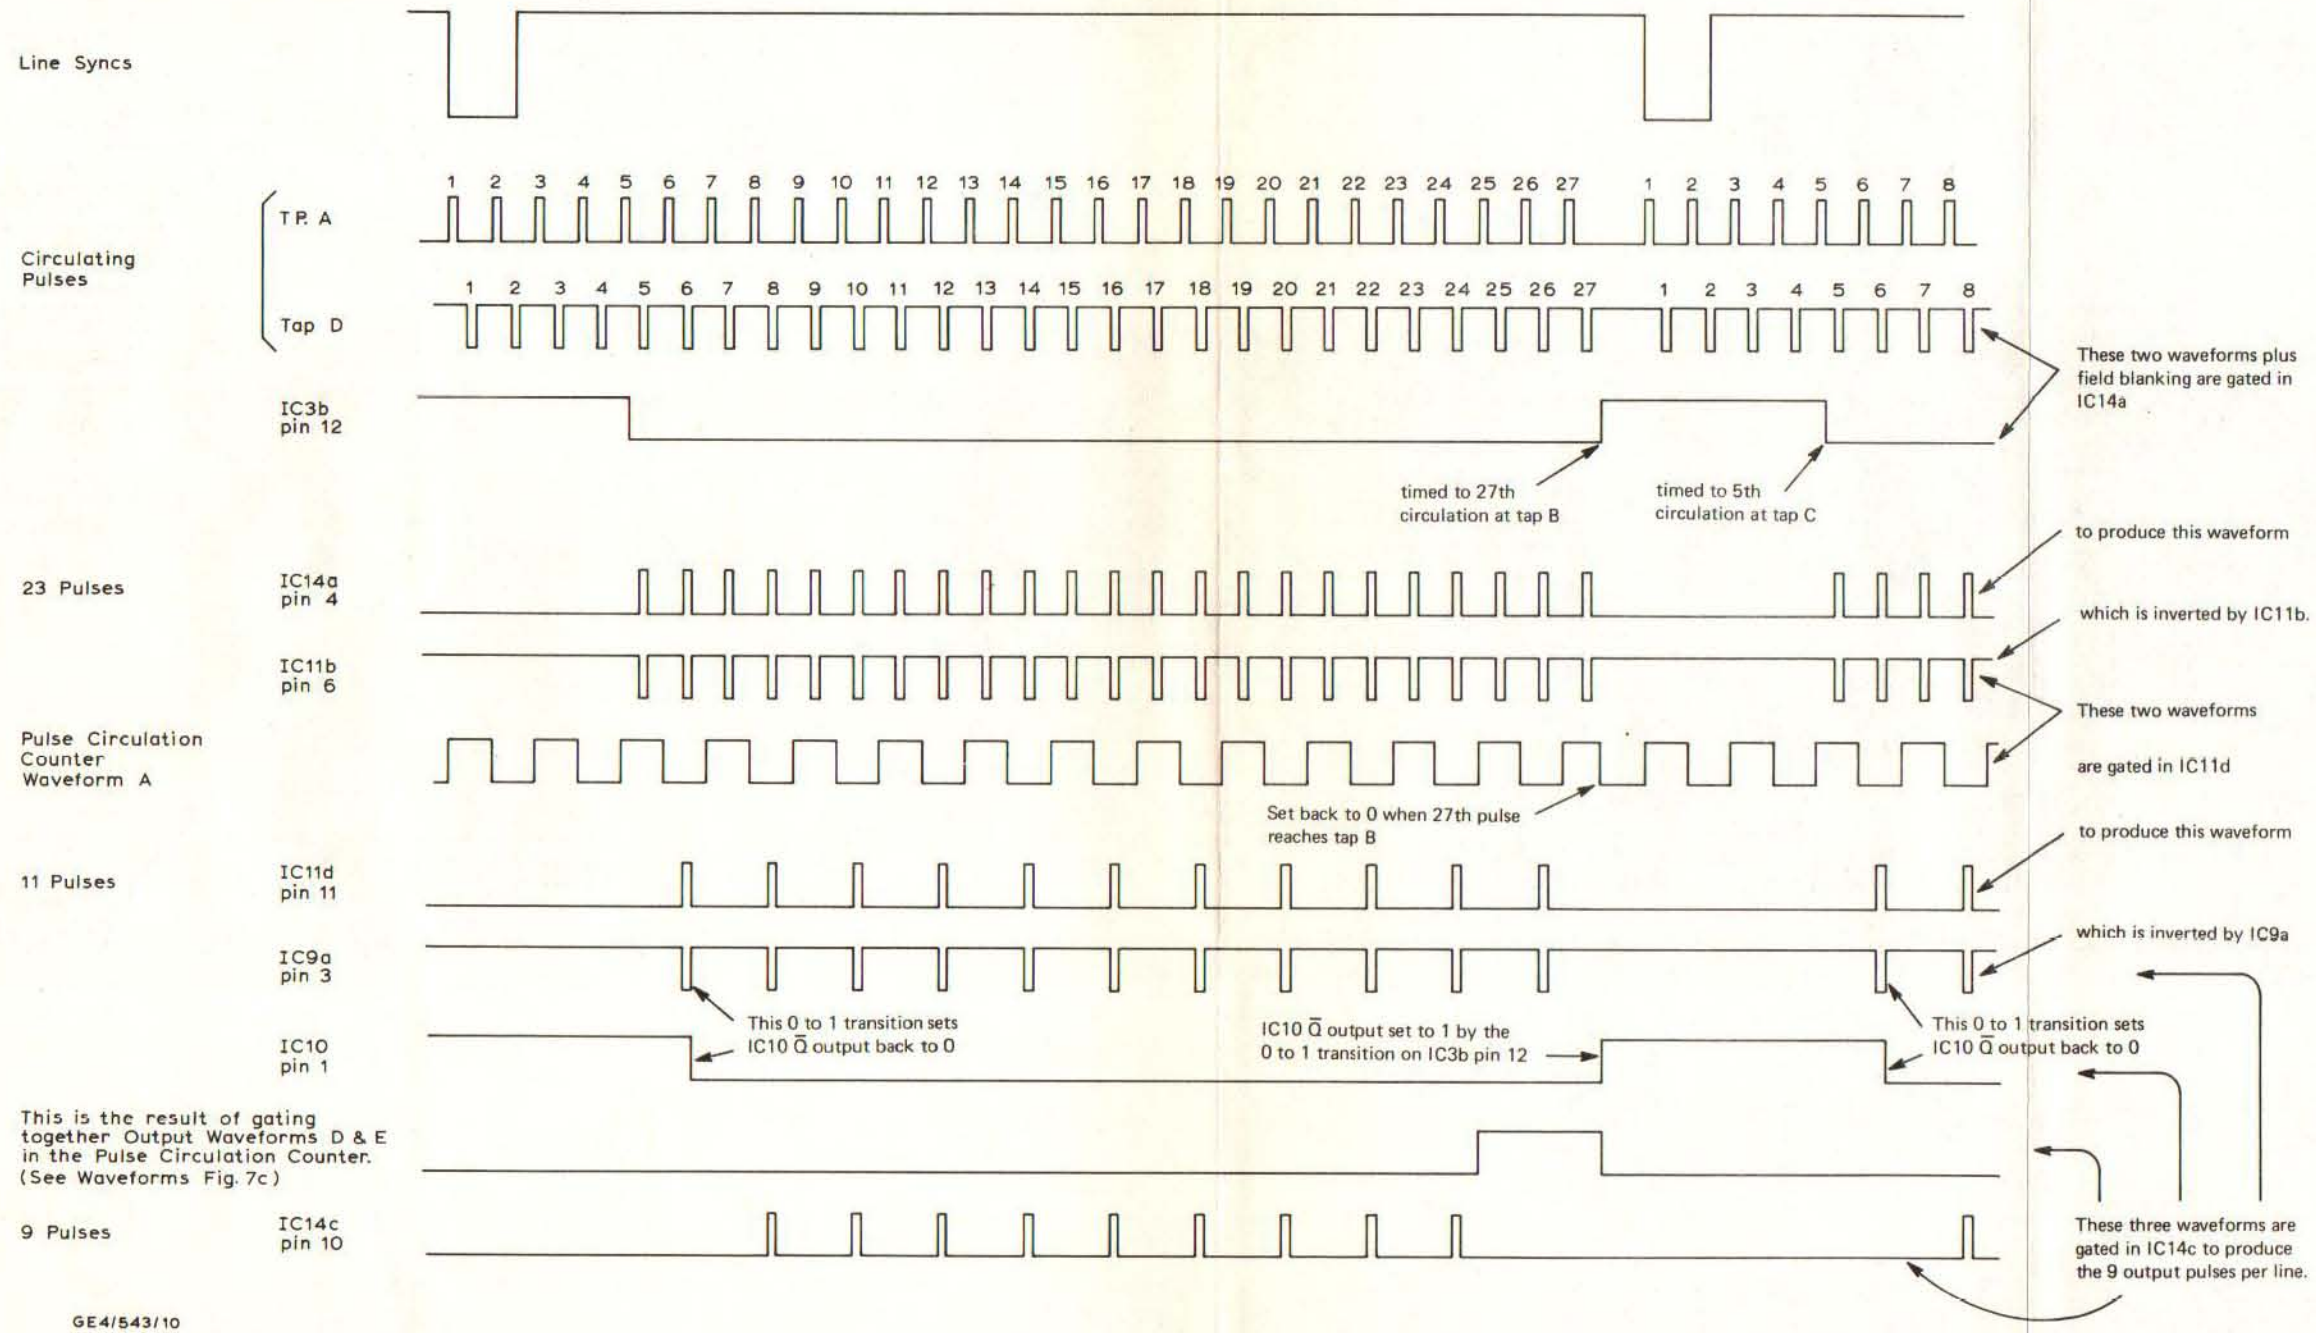 Line Syncs
1 2 3 4 5 6 7 8 9 10 11 12 13 14 15 16 17 18 19 20 21 22 23 24 25 26 27 1 2 3 4 5 6 7 8
T.P. A
Circulating
Pulses
1 2 3 4 5 6 7 8 9 10 11 12 13 14 15 16 17 18 19 20 21 22 23 24 25 26 27 1 2 3 4 5 6 7 8
Tap D
These two waveforms plus
field blanking are gated in
IC14a
IC3b
pin 12
timed to 27th
circulation at tap B
timed to 5th
circulation at tap C
to produce this waveform
23 Pulses
IC14a
pin 4
which is inverted by IC11b.
IC11b
pin 6
These two waveforms
are gated in IC11d
Pulse Circulation
Counter
Waveform A
Set back to 0 when 27th pulse
reaches tap B
to produce this waveform
11 Pulses
IC11d
pin 11
which is inverted by IC9a
IC9a
pin 3
This 0 to 1 transition sets
IC10 Q̅ output back to 0
IC10 Q̅ output set to 1 by the
0 to 1 transition on IC3b pin 12
This 0 to 1 transition sets
IC10 Q̅ output back to 0
IC10
pin 1
This is the result of gating
together Output Waveforms D & E
in the Pulse Circulation Counter.
(See Waveforms Fig. 7c)
9 Pulses
IC14c
pin 10
These three waveforms are
gated in IC14c to produce
the 9 output pulses per line.
GE4/543/10